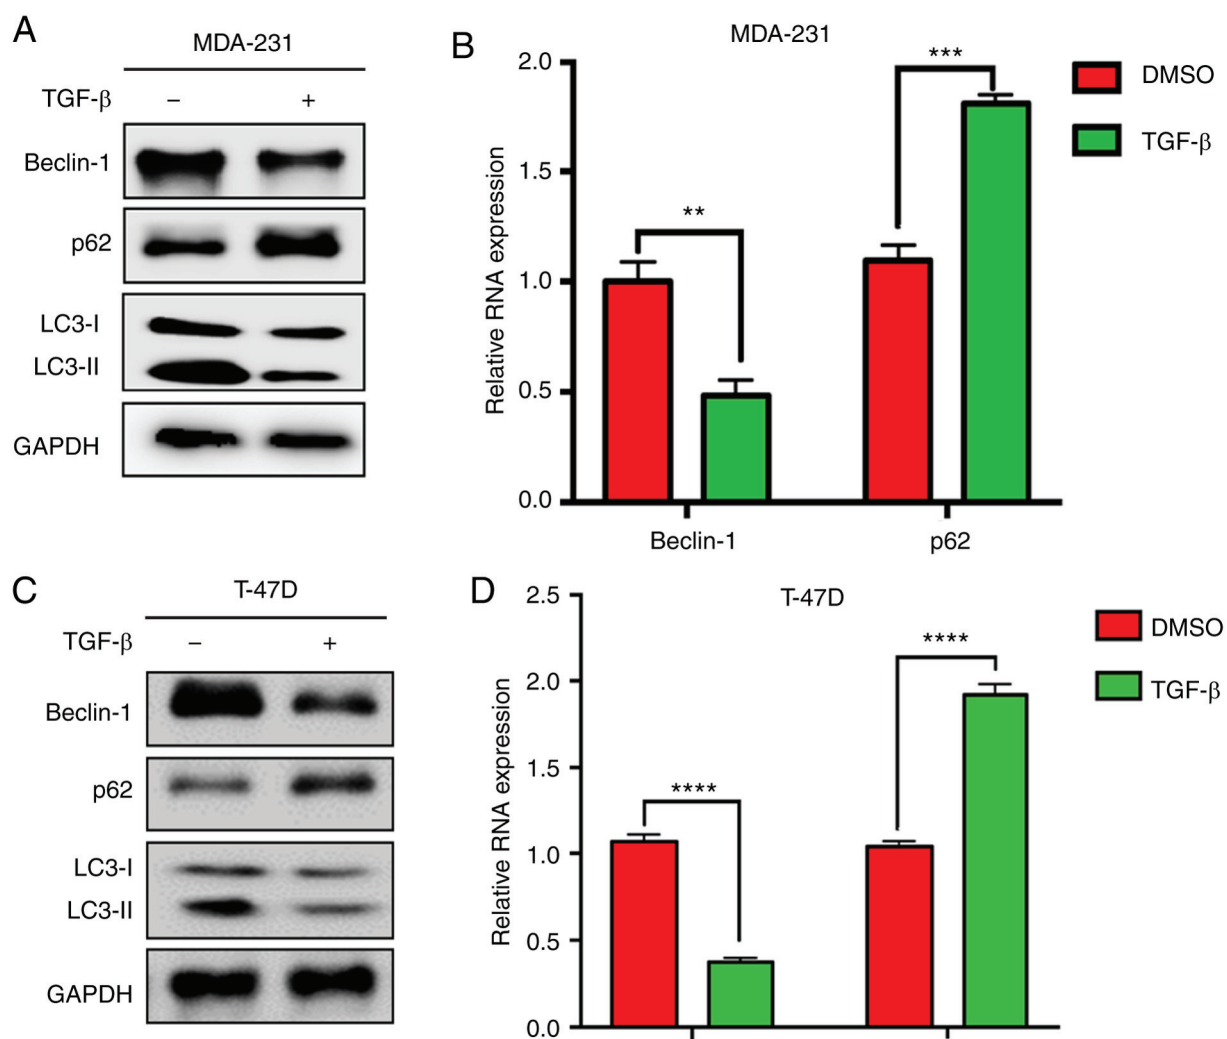 A
MDA-231
TGF-β – +
Beclin-1
p62
LC3-I
LC3-II
GAPDH
B
MDA-231
***
**
DMSO
TGF-β
Relative RNA expression
2.0
1.5
1.0
0.5
0.0
Beclin-1 p62
C
T-47D
TGF-β – +
Beclin-1
p62
LC3-I
LC3-II
GAPDH
D
T-47D
****
****
DMSO
TGF-β
Relative RNA expression
2.5
2.0
1.5
1.0
0.5
0.0